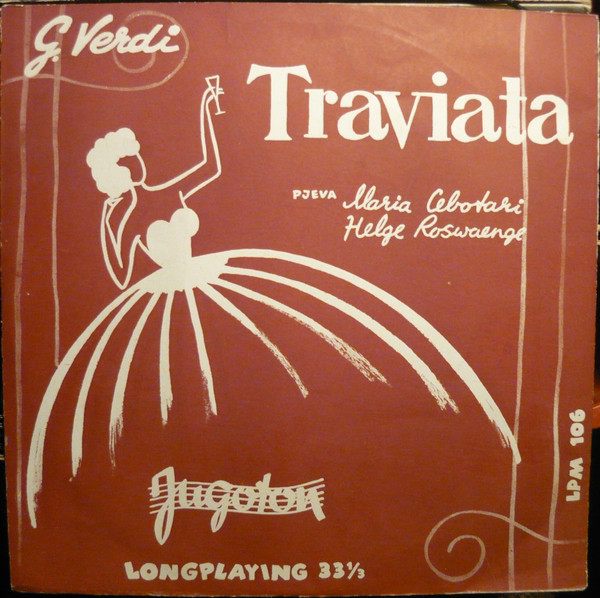 G. Verdi
Traviata
PJEVA Maria Cebotari
Helge Roswaenge
LPM 106
Jugoton
LONGPLAYING 33⅓